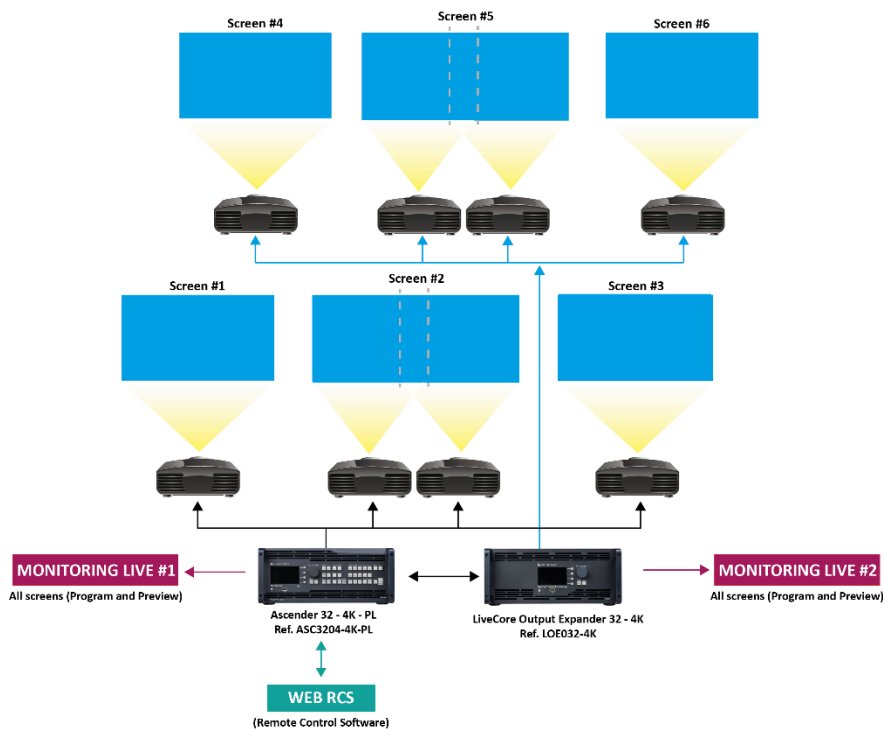 Screen #4
Screen #5
Screen #6
Screen #1
Screen #2
Screen #3
MONITORING LIVE #1
All screens (Program and Preview)
Ascender 32 - 4K - PL
Ref. ASC3204-4K-PL
LiveCore Output Expander 32 - 4K
Ref. LOE032-4K
MONITORING LIVE #2
All screens (Program and Preview)
WEB RCS
(Remote Control Software)